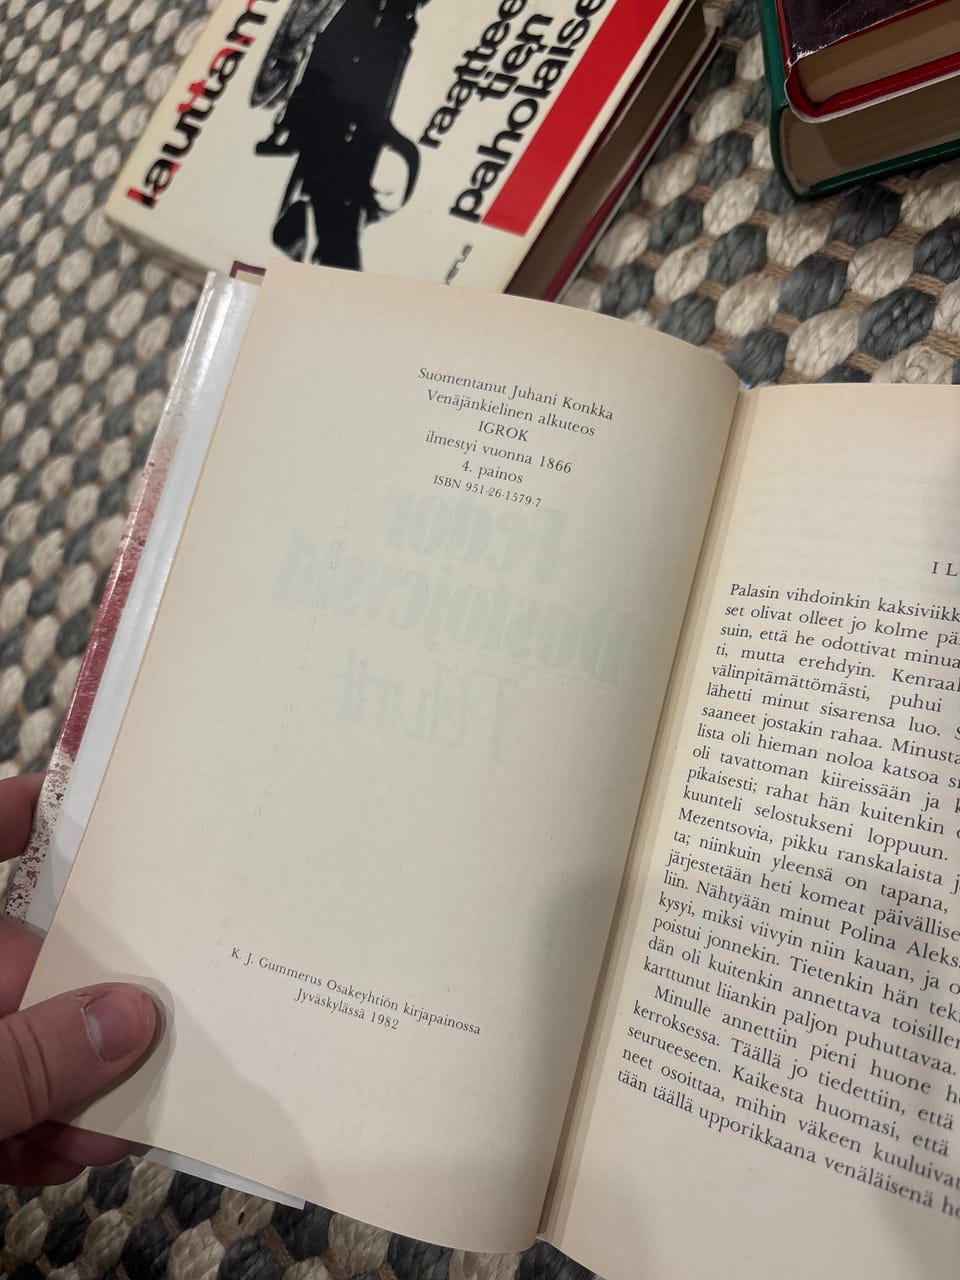 lauttam
raatteen
tien
paholaise
Suomentanut Juhani Konkka
Venäjänkielinen alkuteos
IGROK
ilmestyi vuonna 1866
4. painos
ISBN 951-26-1579-7
K. J. Gummerus Osakeyhtiön kirjapainossa
Jyväskylässä 1982
I L
Palasin vihdoinkin kaksiviikk
set olivat olleet jo kolme pä
suin, että he odottivat minua
ti, mutta erehdyin. Kenraal
välinpitämättömästi, puhui
lähetti minut sisarensa luo. S
saaneet jostakin rahaa. Minusta
lista oli hieman noloa katsoa
oli tavattoman kiireissään ja k
pikaisesti; rahat hän kuitenkin o
kuunteli selostukseni loppuun.
Mezentsovia, pikku ranskalaista j
ta; niinkuin yleensä on tapana,
järjestetään heti komeat päivällise
liin. Nähtyään minut Polina Aleks
kysyi, miksi viivyin niin kauan, ja o
poistui jonnekin. Tietenkin hän tek
dän oli kuitenkin annettava toisille
karttunut liiankin paljon puhuttavaa.
Minulle annettiin pieni huone h
kerroksessa. Täällä jo tiedettiin, että
seurueeseen. Kaikesta huomasi, että
neet osoittaa, mihin väkeen kuuluivat
tään täällä upporikkaana venäläisenä h